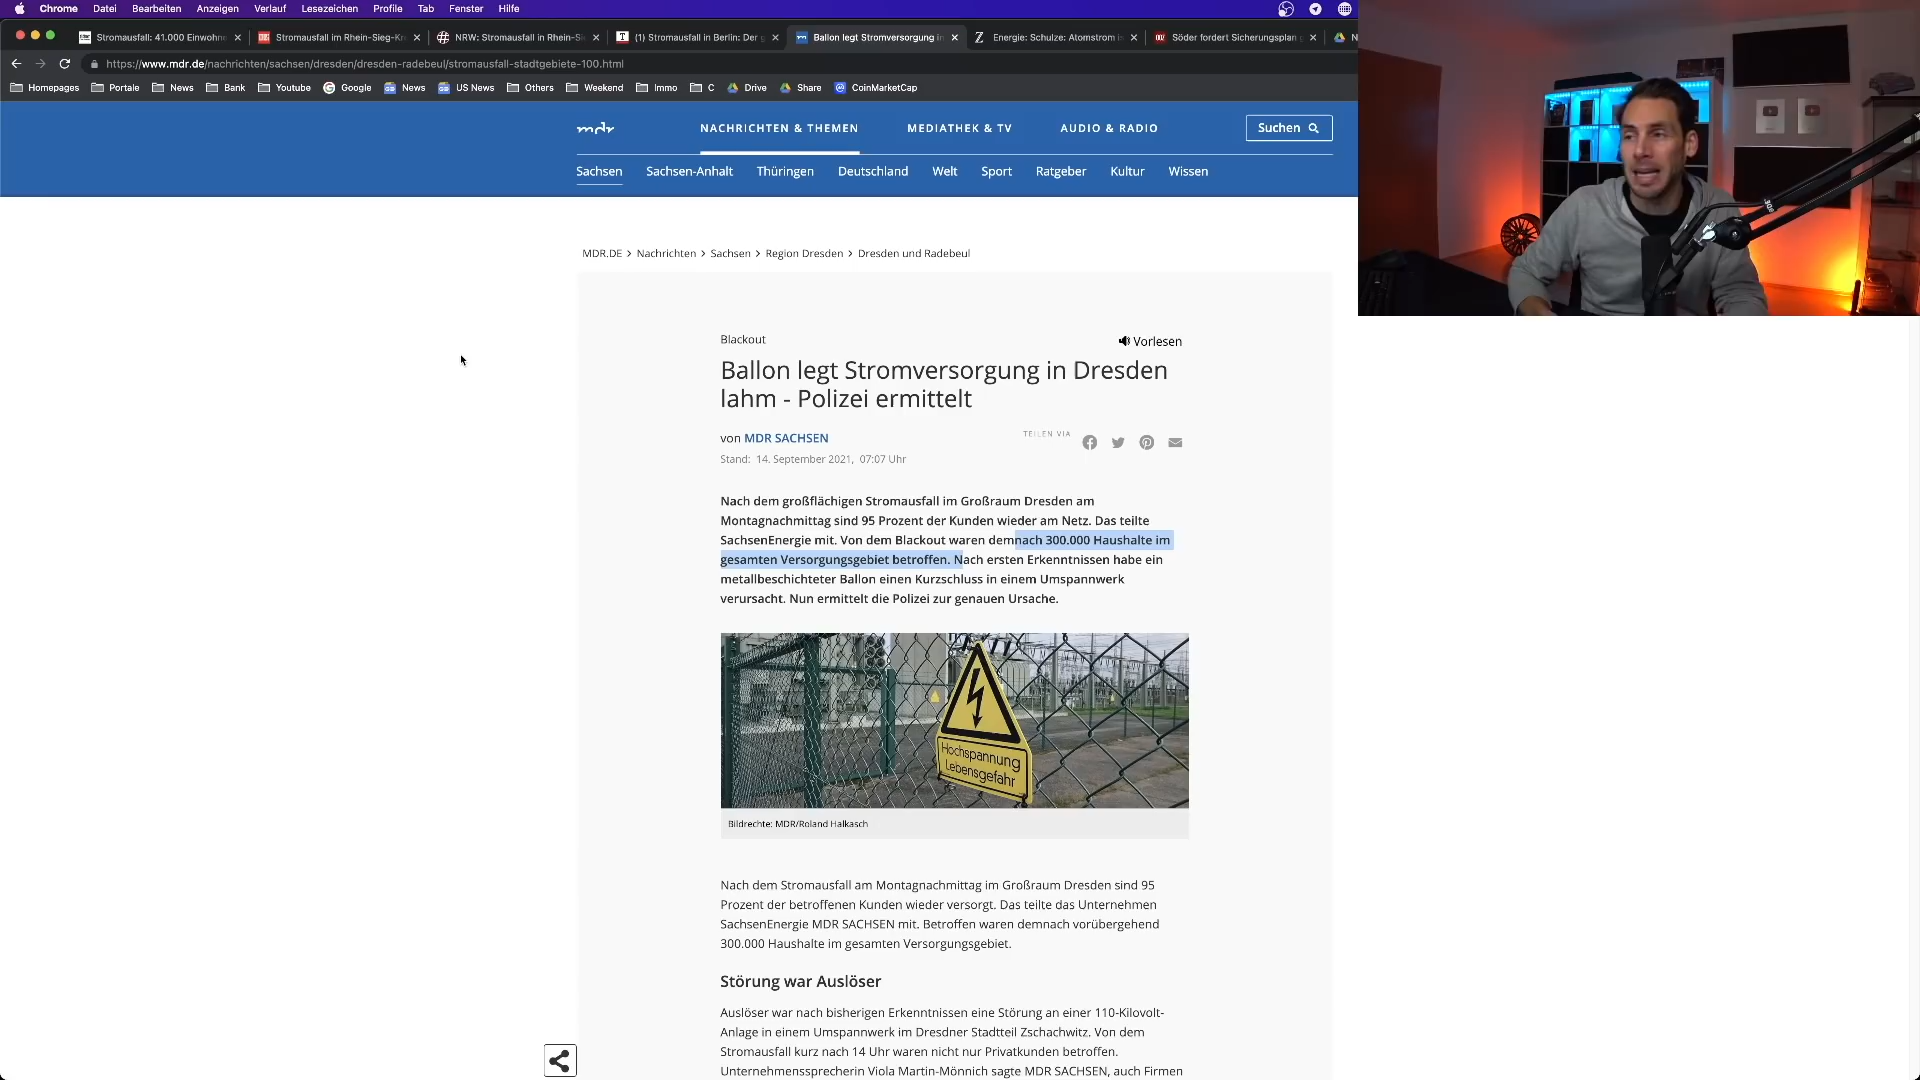 Chrome Datei Bearbeiten Anzeigen Verlauf Lesezeichen Profile Tab Fenster Hilfe
Stromausfall: 41.000 Einwohn Stromausfall im Rhein-Sieg-Kr NRW: Stromausfall in Rhein-Si (1) Stromausfall in Berlin: Der g Ballon legt Stromversorgung in Energie: Schulze: Atomstrom is Söder fordert Sicherungsplan N
https://www.mdr.de/nachrichten/sachsen/dresden/dresden-radebeul/stromausfall-stadtgebiete-100.html
Homepages Portale News Bank Youtube Google News US News Others Weekend Immo C Drive Share CoinMarketCap
mdr NACHRICHTEN & THEMEN MEDIATHEK & TV AUDIO & RADIO Suchen
Sachsen Sachsen-Anhalt Thüringen Deutschland Welt Sport Ratgeber Kultur Wissen
MDR.DE > Nachrichten > Sachsen > Region Dresden > Dresden und Radebeul
Blackout
Vorlesen
Ballon legt Stromversorgung in Dresden
lahm - Polizei ermittelt
von MDR SACHSEN
TEILEN VIA
Stand: 14. September 2021, 07:07 Uhr
Nach dem großflächigen Stromausfall im Großraum Dresden am
Montagnachmittag sind 95 Prozent der Kunden wieder am Netz. Das teilte
SachsenEnergie mit. Von dem Blackout waren demnach 300.000 Haushalte im
gesamten Versorgungsgebiet betroffen. Nach ersten Erkenntnissen habe ein
metallbeschichteter Ballon einen Kurzschluss in einem Umspannwerk
verursacht. Nun ermittelt die Polizei zur genauen Ursache.
Hochspannung
Lebensgefahr
Bildrechte: MDR/Roland Halkasch
Nach dem Stromausfall am Montagnachmittag im Großraum Dresden sind 95
Prozent der betroffenen Kunden wieder versorgt. Das teilte das Unternehmen
SachsenEnergie MDR SACHSEN mit. Betroffen waren demnach vorübergehend
300.000 Haushalte im gesamten Versorgungsgebiet.
Störung war Auslöser
Auslöser war nach bisherigen Erkenntnissen eine Störung an einer 110-Kilovolt-
Anlage in einem Umspannwerk im Dresdner Stadtteil Zschachwitz. Von dem
Stromausfall kurz nach 14 Uhr waren nicht nur Privatkunden betroffen.
Unternehmenssprecherin Viola Martin-Mönnich sagte MDR SACHSEN, auch Firmen